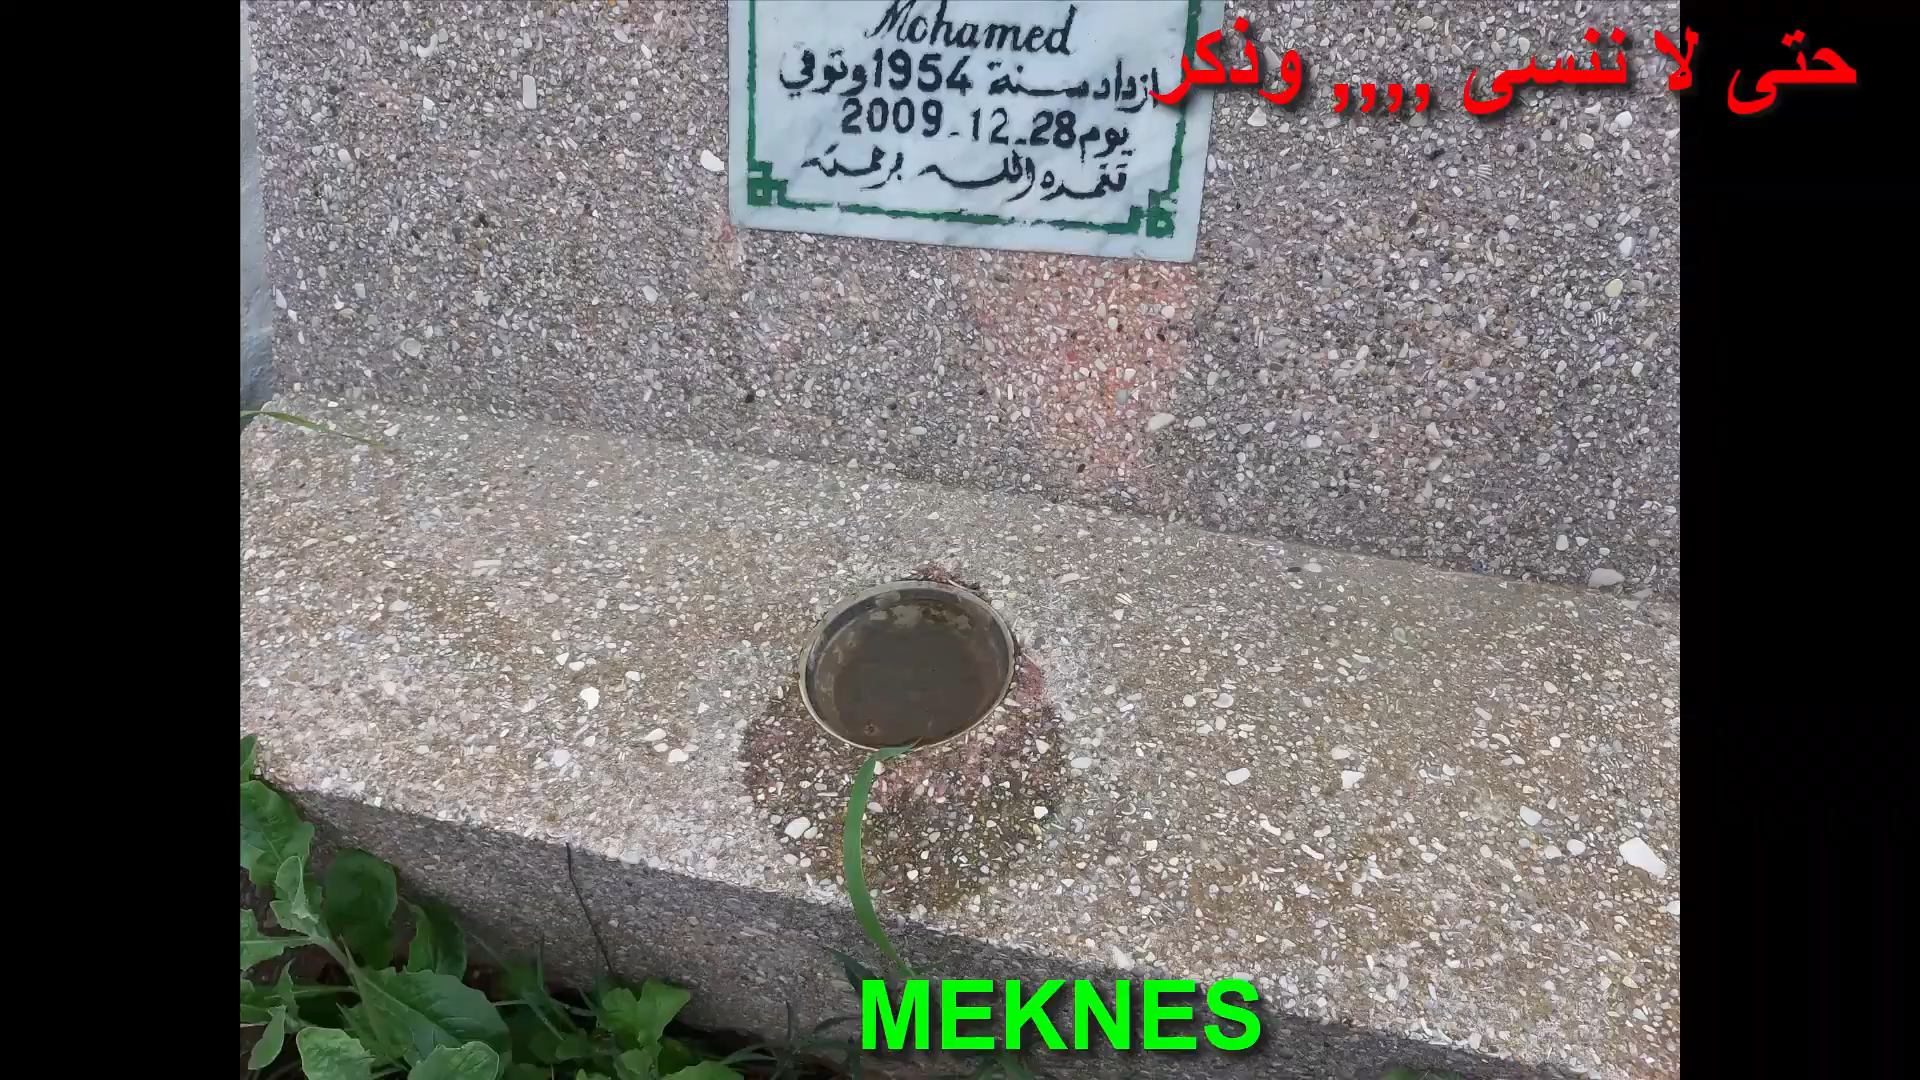 حتى لا ننسى ,,,, وذكر
Mohamed
ازداد سنة 1954 وتوفي
يوم 28-12-2009
تغمده الله برحمته
MEKNES